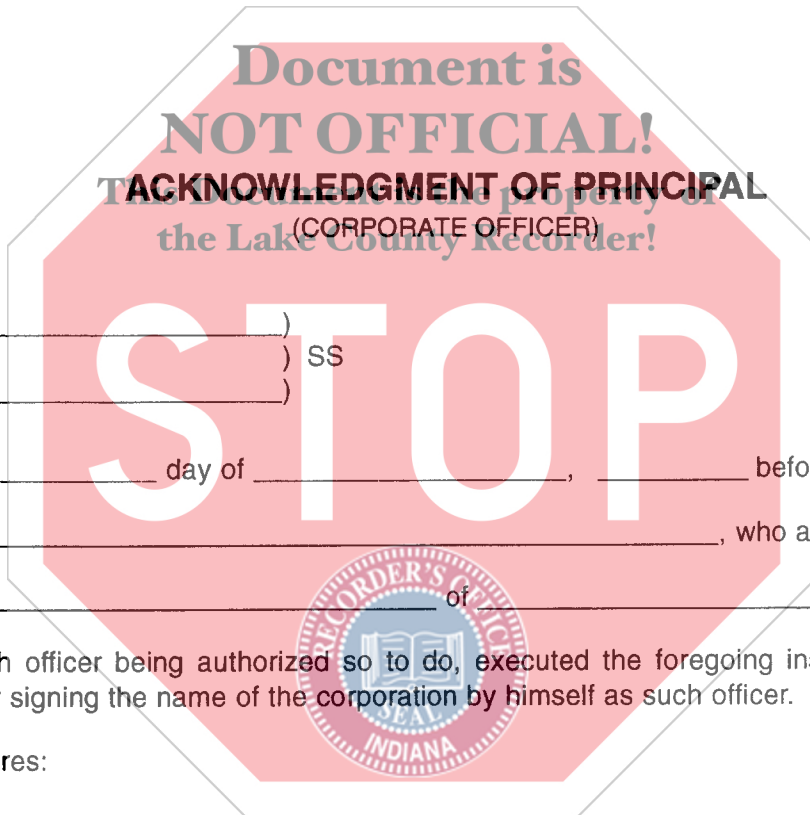 Document is
NOT OFFICIAL!
This Document is the property of
ACKNOWLEDGMENT OF PRINCIPAL
the Lake County Recorder!
(CORPORATE OFFICER)
)
) SS
)
STOP
day of , befo
, who a
of
RECORDER'S OFFICE
h officer being authorized so to do, executed the foregoing ins
signing the name of the corporation by himself as such officer.
SEAL
INDIANA
res: